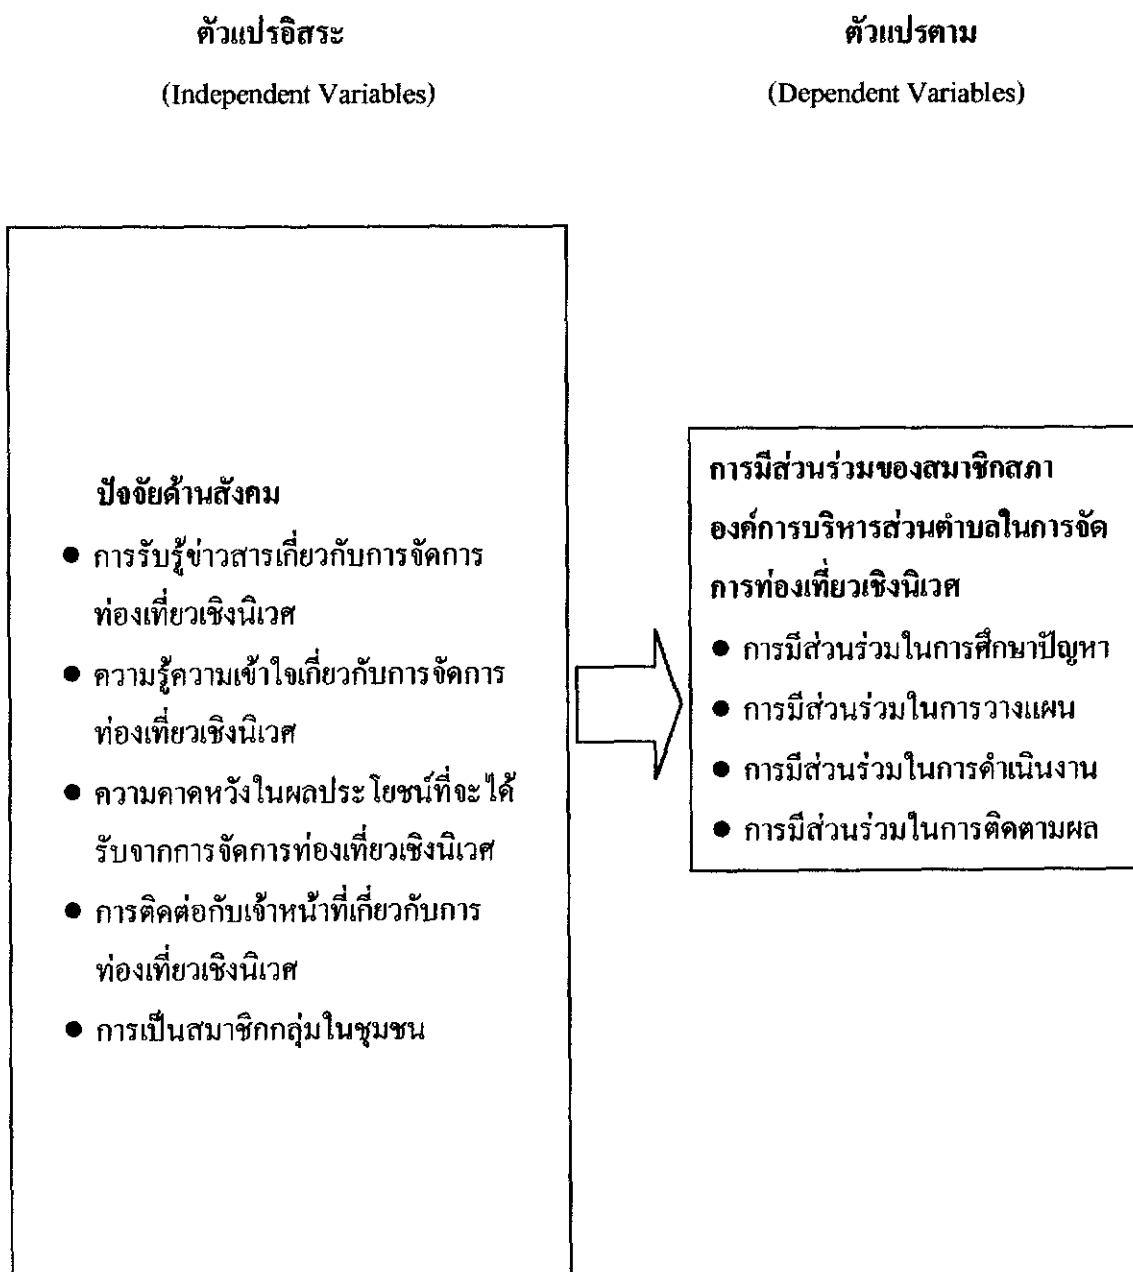 ตัวแปรอิสระ
(Independent Variables)
ตัวแปรตาม
(Dependent Variables)
ปัจจัยด้านสังคม
● การรับรู้ข่าวสารเกี่ยวกับการจัดการ
ท่องเที่ยวเชิงนิเวศ
● ความรู้ความเข้าใจเกี่ยวกับการจัดการ
ท่องเที่ยวเชิงนิเวศ
● ความคาดหวังในผลประโยชน์ที่จะได้
รับจากการจัดการท่องเที่ยวเชิงนิเวศ
● การติดต่อกับเจ้าหน้าที่เกี่ยวกับการ
ท่องเที่ยวเชิงนิเวศ
● การเป็นสมาชิกกลุ่มในชุมชน
การมีส่วนร่วมของสมาชิกสภา
องค์การบริหารส่วนตำบลในการจัด
การท่องเที่ยวเชิงนิเวศ
● การมีส่วนร่วมในการศึกษาปัญหา
● การมีส่วนร่วมในการวางแผน
● การมีส่วนร่วมในการดำเนินงาน
● การมีส่วนร่วมในการติดตามผล